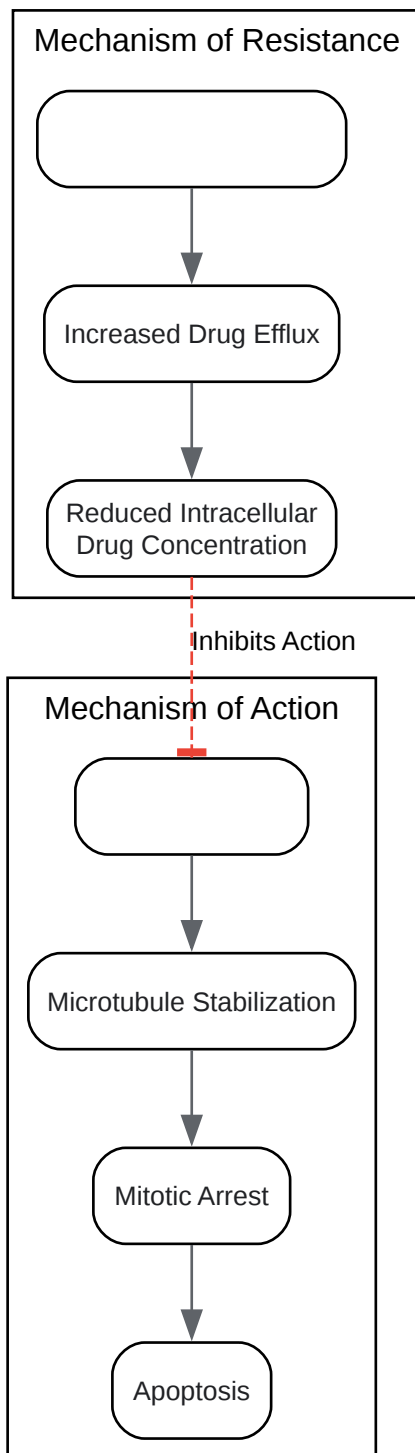 Mechanism of Resistance
Increased Drug Efflux
Reduced Intracellular
Drug Concentration
Inhibits Action
Mechanism of Action
Microtubule Stabilization
Mitotic Arrest
Apoptosis